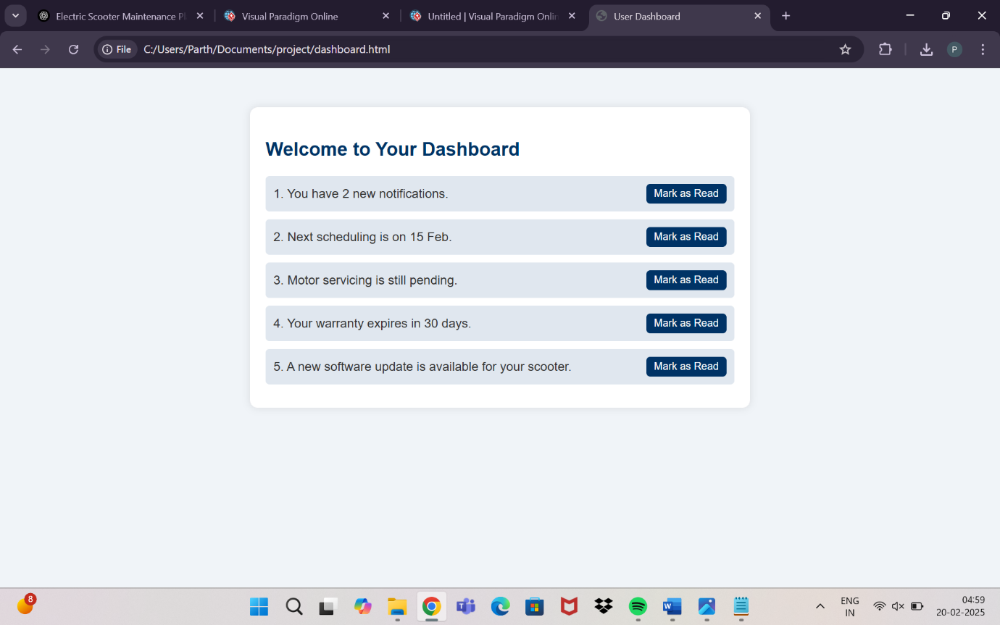 Electric Scooter Maintenance Pl
Visual Paradigm Online
Untitled | Visual Paradigm Onlin
User Dashboard
File
C:/Users/Parth/Documents/project/dashboard.html
P
Welcome to Your Dashboard
1. You have 2 new notifications.
Mark as Read
2. Next scheduling is on 15 Feb.
Mark as Read
3. Motor servicing is still pending.
Mark as Read
4. Your warranty expires in 30 days.
Mark as Read
5. A new software update is available for your scooter.
Mark as Read
8
T
W
ENG
IN
04:59
20-02-2025